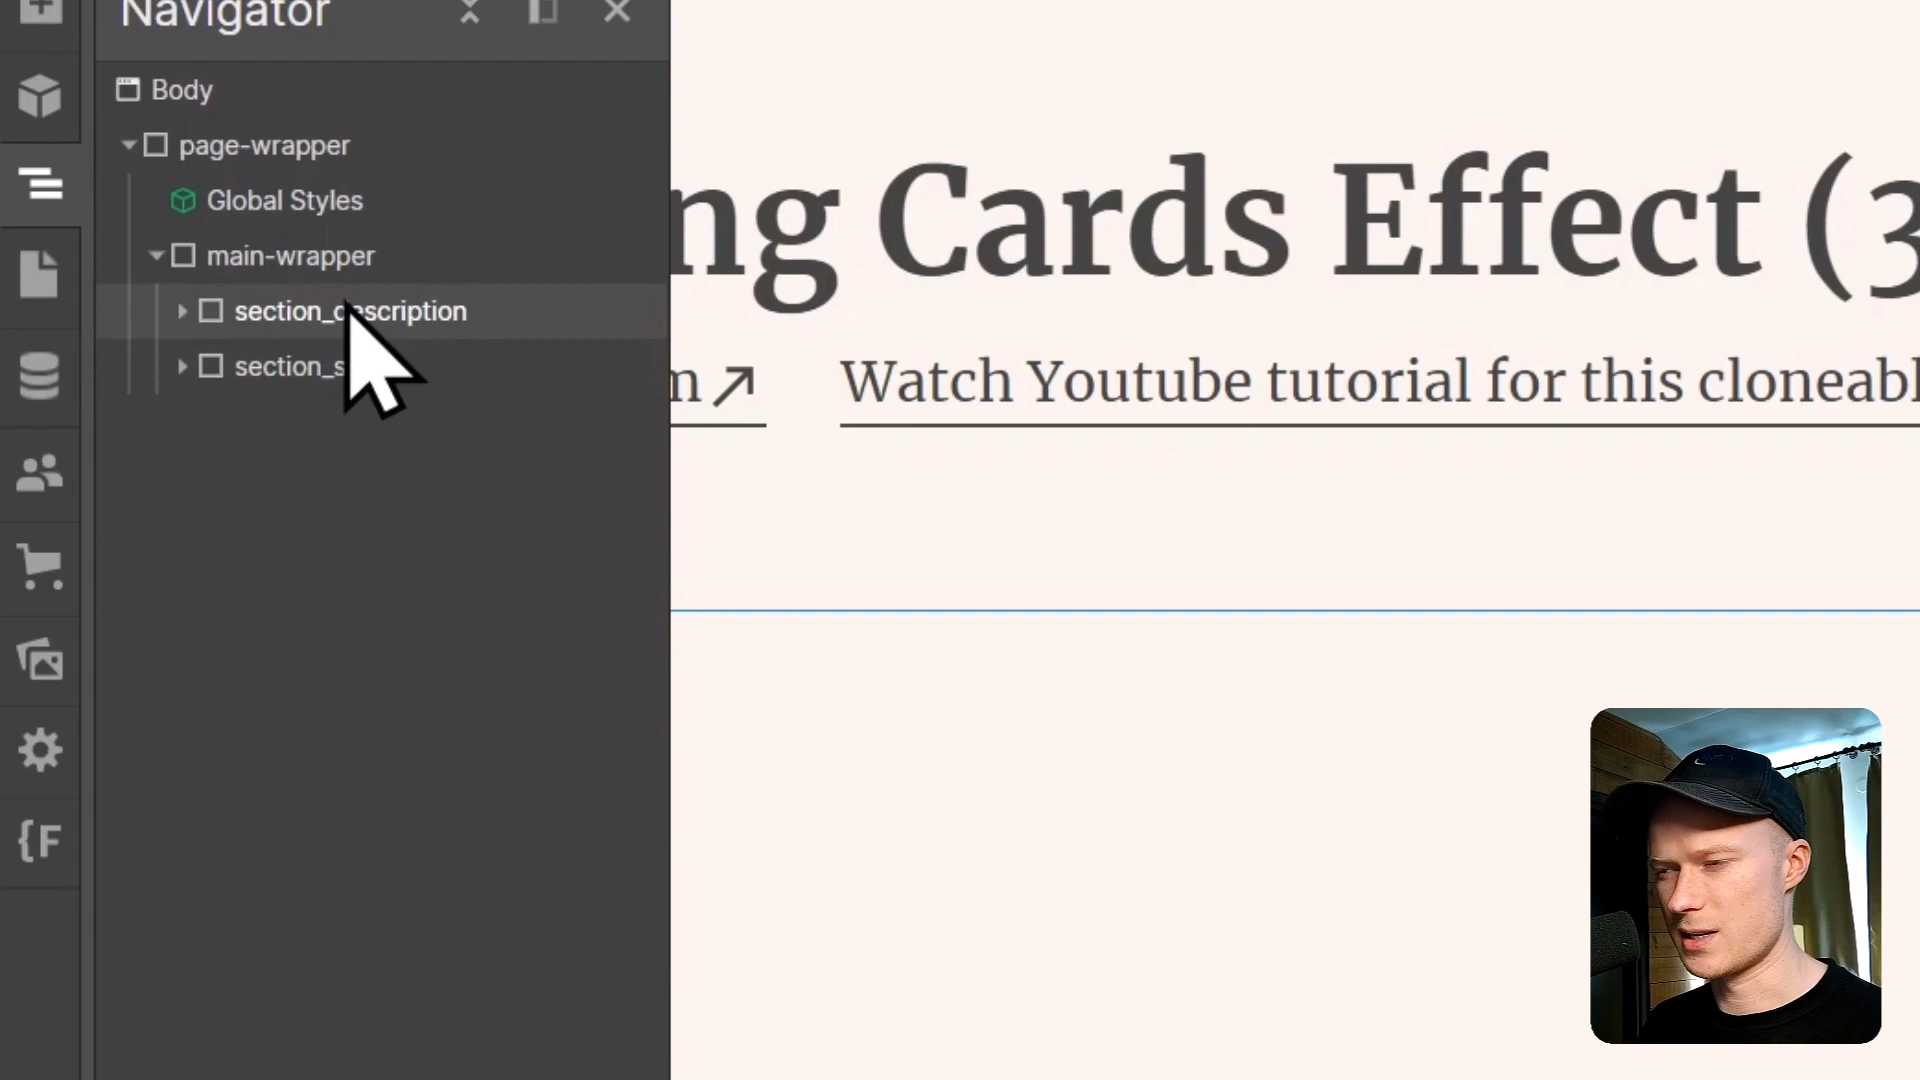 Navigator
Body
page-wrapper
Global Styles
main-wrapper
section_description
section_s
ng Cards Effect (3
m↗ Watch Youtube tutorial for this cloneabl
{F